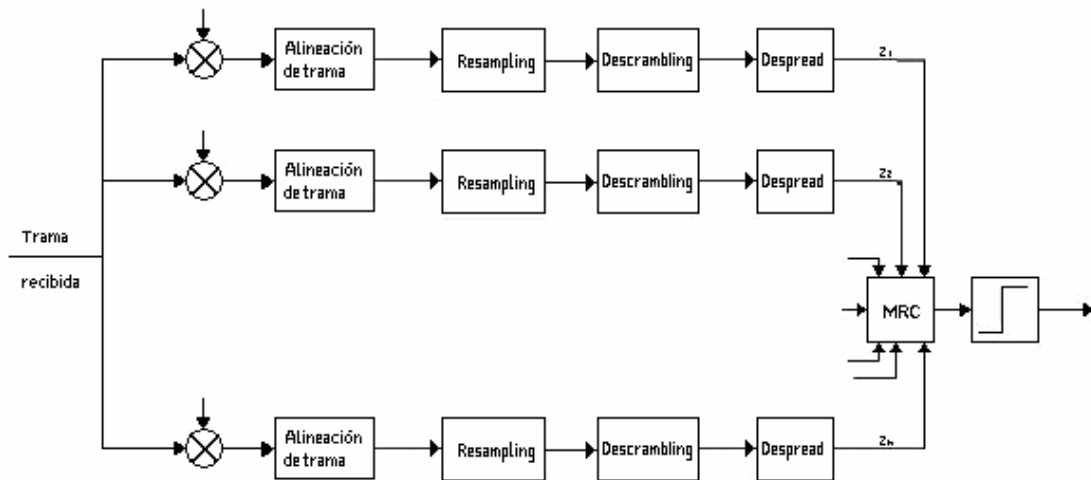 Alineación
de trama
Resampling
Descrambling
Despread
Z₁
Alineación
de trama
Resampling
Descrambling
Despread
Z₂
Trama
recibida
MRC
Alineación
de trama
Resampling
Descrambling
Despread
Zₕ